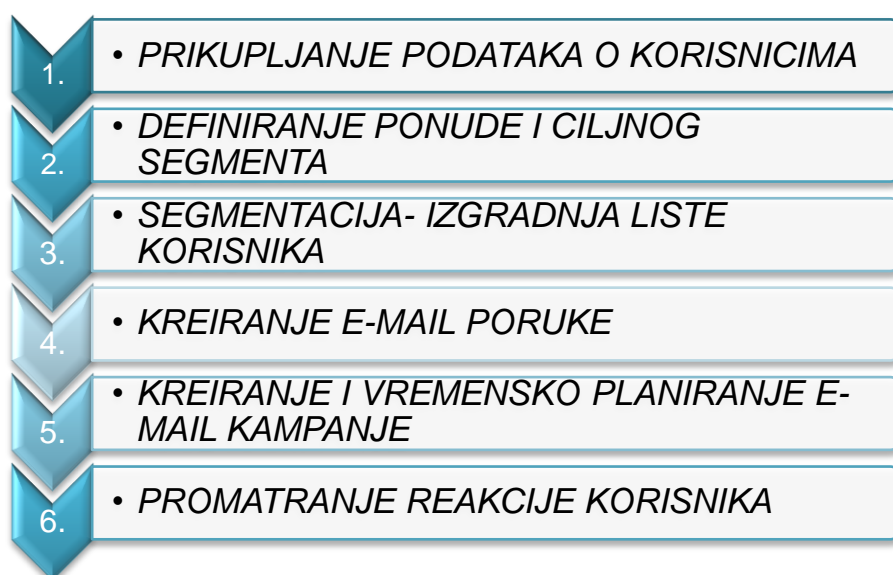 1. • PRIKUPLJANJE PODATAKA O KORISNICIMA
2. • DEFINIRANJE PONUDE I CILJNOG
SEGMENTA
3. • SEGMENTACIJA- IZGRADNJA LISTE
KORISNIKA
4. • KREIRANJE E-MAIL PORUKE
5. • KREIRANJE I VREMENSKO PLANIRANJE E-
MAIL KAMPANJE
6. • PROMATRANJE REAKCIJE KORISNIKA